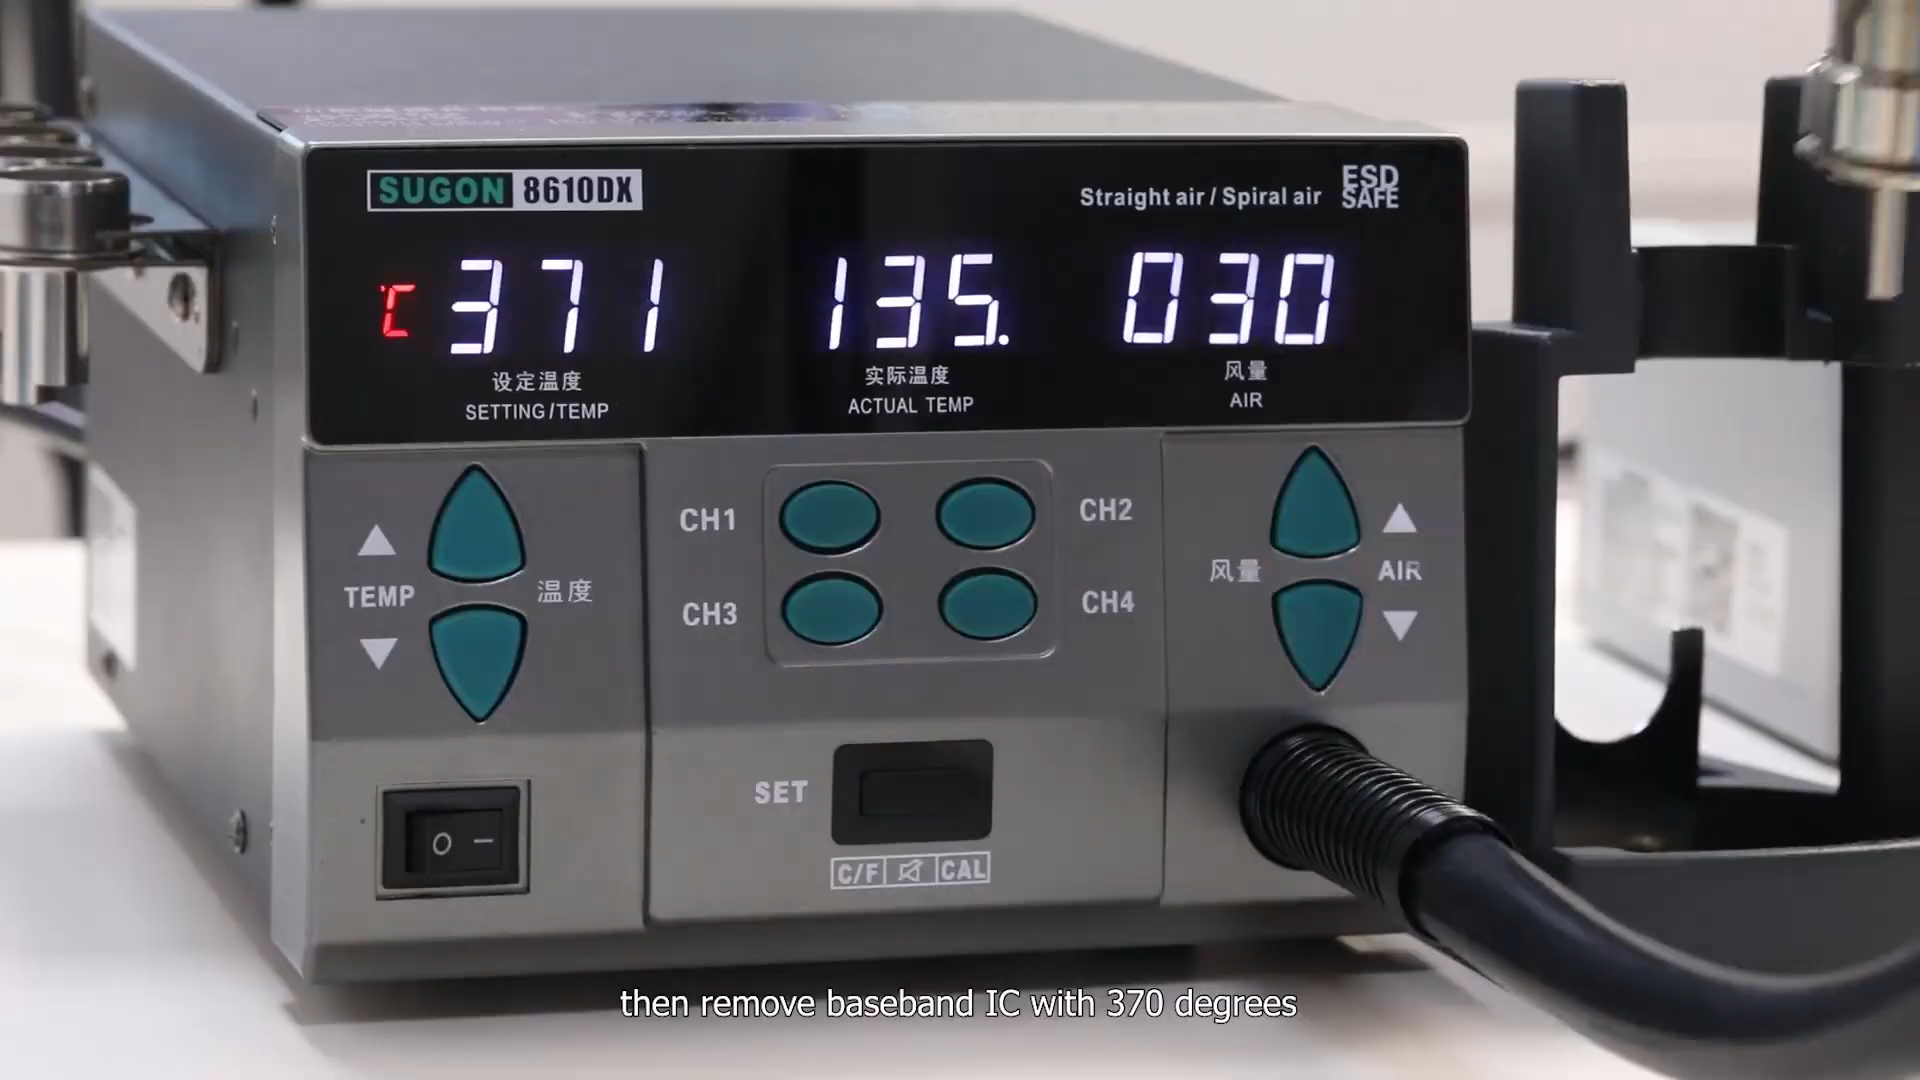 SUGON 8610DX
Straight air / Spiral air
ESD SAFE
℃ 371 135. 030
设定温度 实际温度 风量
SETTING/TEMP ACTUAL TEMP AIR
TEMP 温度
CH1 CH2
CH3 CH4
风量 AIR
SET
C/F CAL
O –
then remove baseband IC with 370 degrees